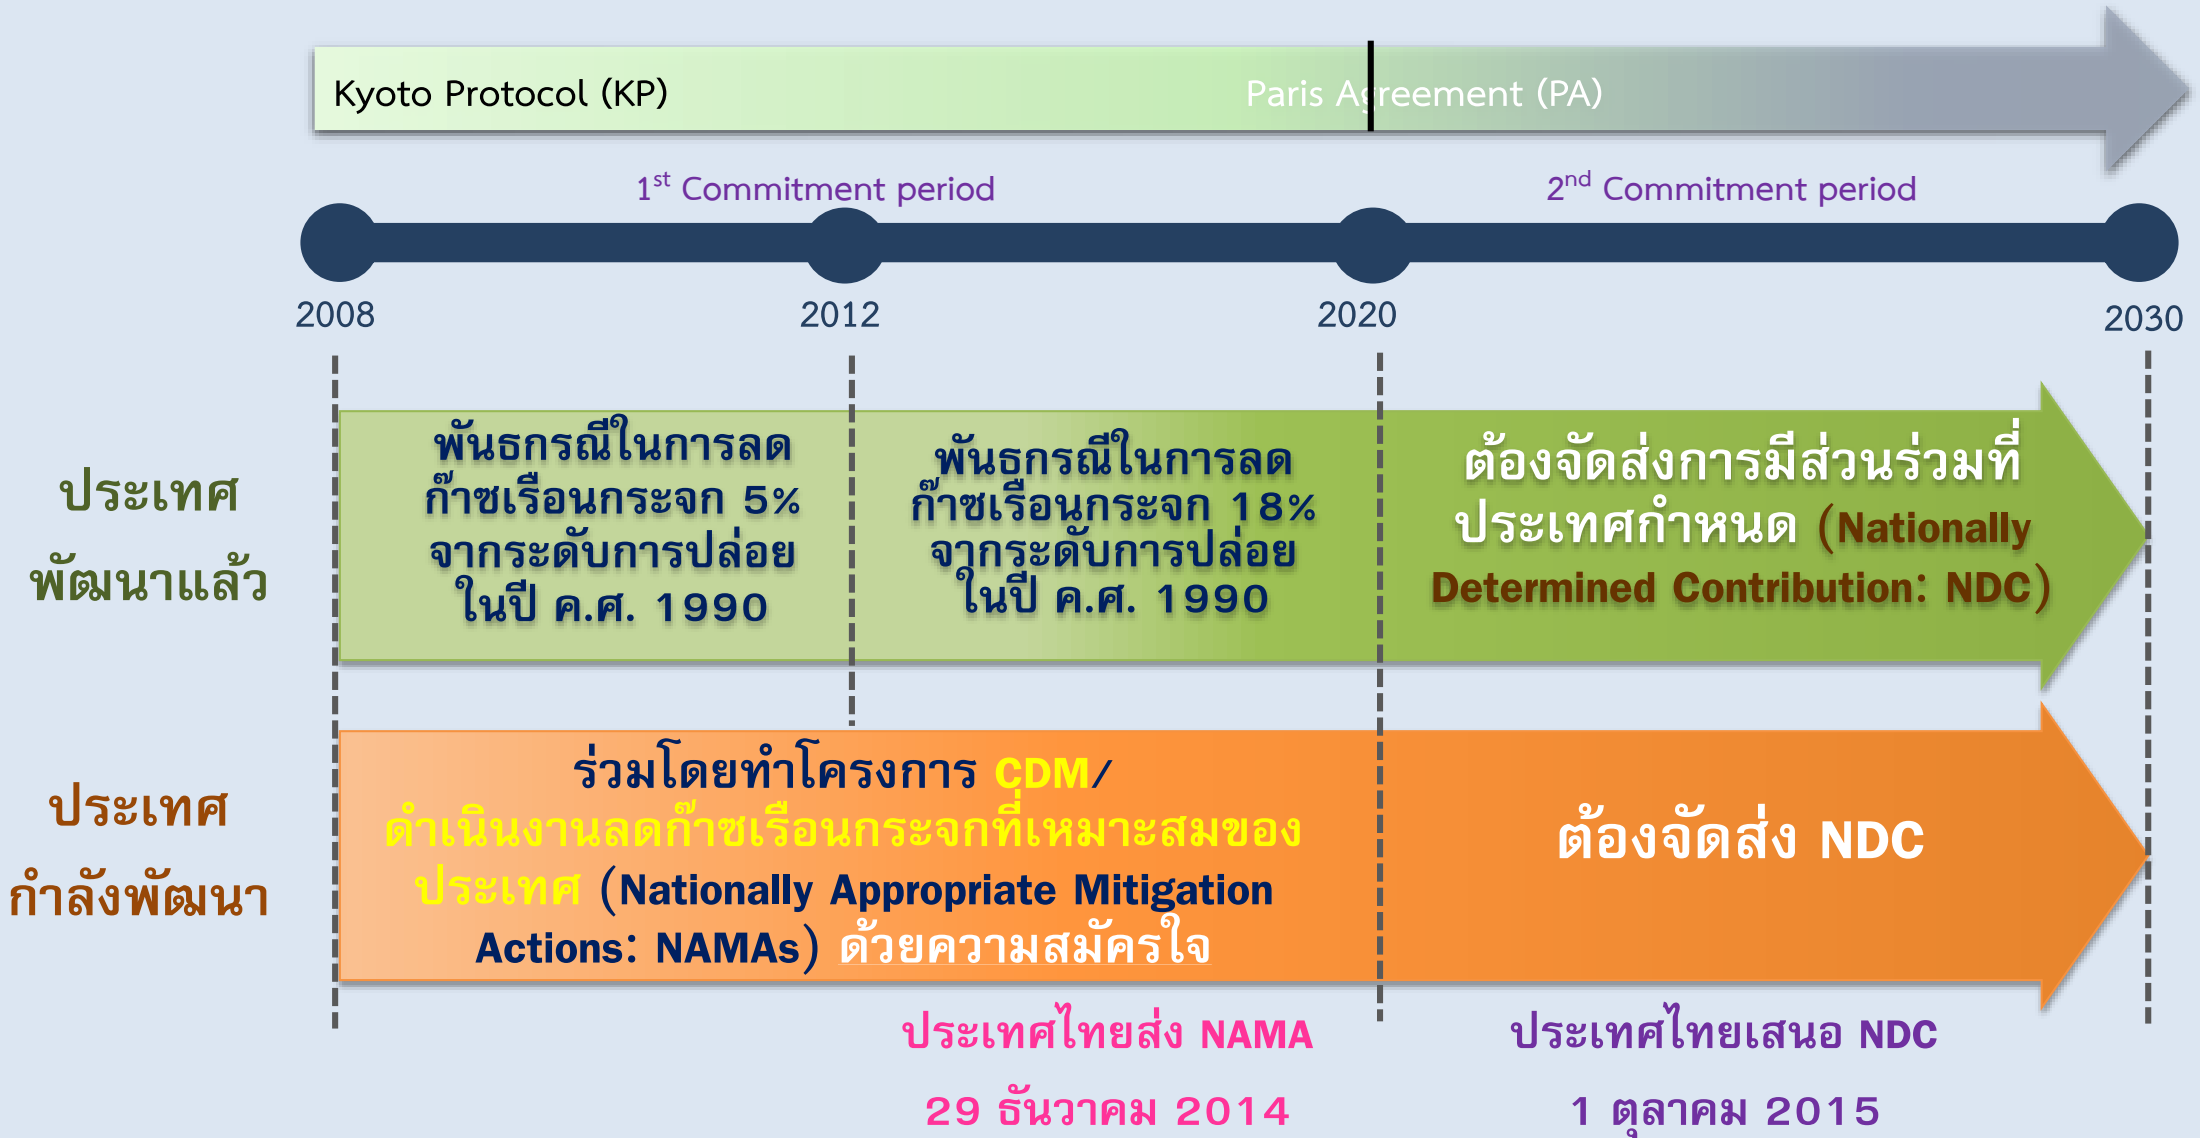 Kyoto Protocol (KP)
Paris Agreement (PA)
1st Commitment period
2nd Commitment period
2008
2012
2020
2030
ประเทศ
พัฒนาแล้ว
พันธกรณีในการลด
ก๊าซเรือนกระจก 5%
จากระดับการปล่อย
ในปี ค.ศ. 1990
พันธกรณีในการลด
ก๊าซเรือนกระจก 18%
จากระดับการปล่อย
ในปี ค.ศ. 1990
ต้องจัดส่งการมีส่วนร่วมที่
ประเทศกำหนด (Nationally
Determined Contribution: NDC)
ประเทศ
กำลังพัฒนา
ร่วมโดยทำโครงการ CDM/
ดำเนินงานลดก๊าซเรือนกระจกที่เหมาะสมของ
ประเทศ (Nationally Appropriate Mitigation
Actions: NAMAs) ด้วยความสมัครใจ
ต้องจัดส่ง NDC
ประเทศไทยส่ง NAMA
29 ธันวาคม 2014
ประเทศไทยเสนอ NDC
1 ตุลาคม 2015